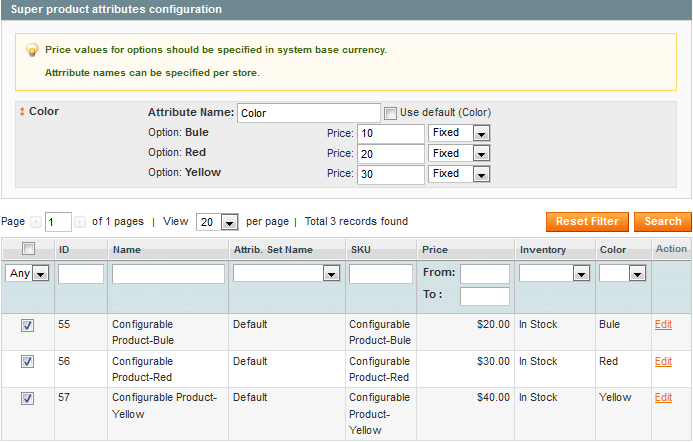 Super product attributes configuration
Price values for options should be specified in system base currency.
Attrribute names can be specified per store.
Color Attribute Name: Color Use default (Color)
Option: Bule Price: 10 Fixed
Option: Red Price: 20 Fixed
Option: Yellow Price: 30 Fixed
Page 1 of 1 pages | View 20 per page | Total 3 records found Reset Filter Search
ID Name Attrib. Set Name SKU Price Inventory Color Action
Any From:
To :
55 Configurable Default Configurable $20.00 In Stock Bule Edit
Product-Bule Product-Bule
56 Configurable Default Configurable $30.00 In Stock Red Edit
Product-Red Product-Red
57 Configurable Product- Default Configurable $40.00 In Stock Yellow Edit
Yellow Product-
Yellow